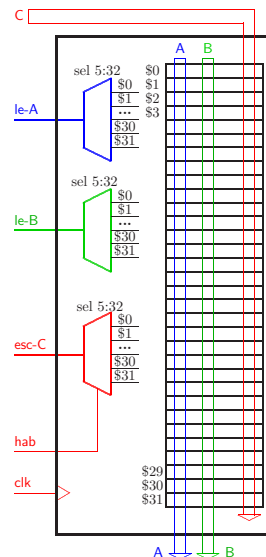 C
A B
sel 5:32 $0
$0 $1
$1 $2
... $3
le-A
$30
$31
sel 5:32
$0
$1
...
le-B
$30
$31
sel 5:32
$0
$1
...
esc-C
$30
$31
hab
$29
clk $30
$31
A B